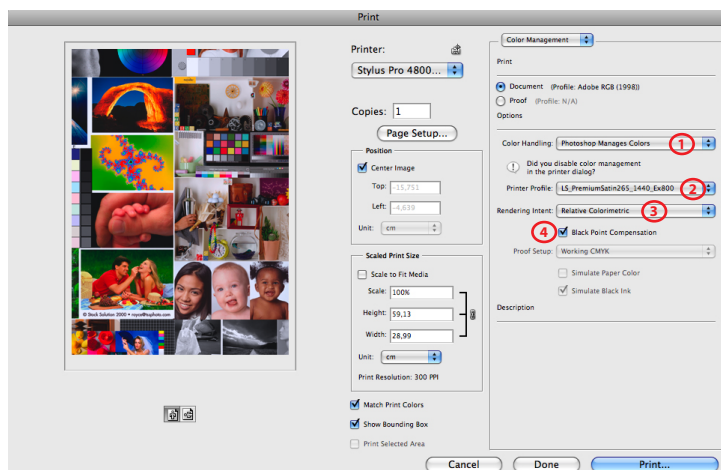 Print
Printer:
Stylus Pro 4800...
Copies: 1
Page Setup...
Position
Center Image
Top: -15,751
Left: -4,639
Unit: cm
Scaled Print Size
Scale to Fit Media
Scale: 100%
Height: 59,13
Width: 28,99
Unit: cm
Print Resolution: 300 PPI
Match Print Colors
Show Bounding Box
Print Selected Area
Color Management
Print
Document (Profile: Adobe RGB (1998))
Proof (Profile: N/A)
Options
Color Handling: Photoshop Manages Colors 1
Did you disable color management
in the printer dialog?
Printer Profile: LS_PremiumSatin265_1440_Ex800 2
Rendering Intent: Relative Colorimetric 3
4 Black Point Compensation
Proof Setup: Working CMYK
Simulate Paper Color
Simulate Black Ink
Description
Cancel
Done
Print...